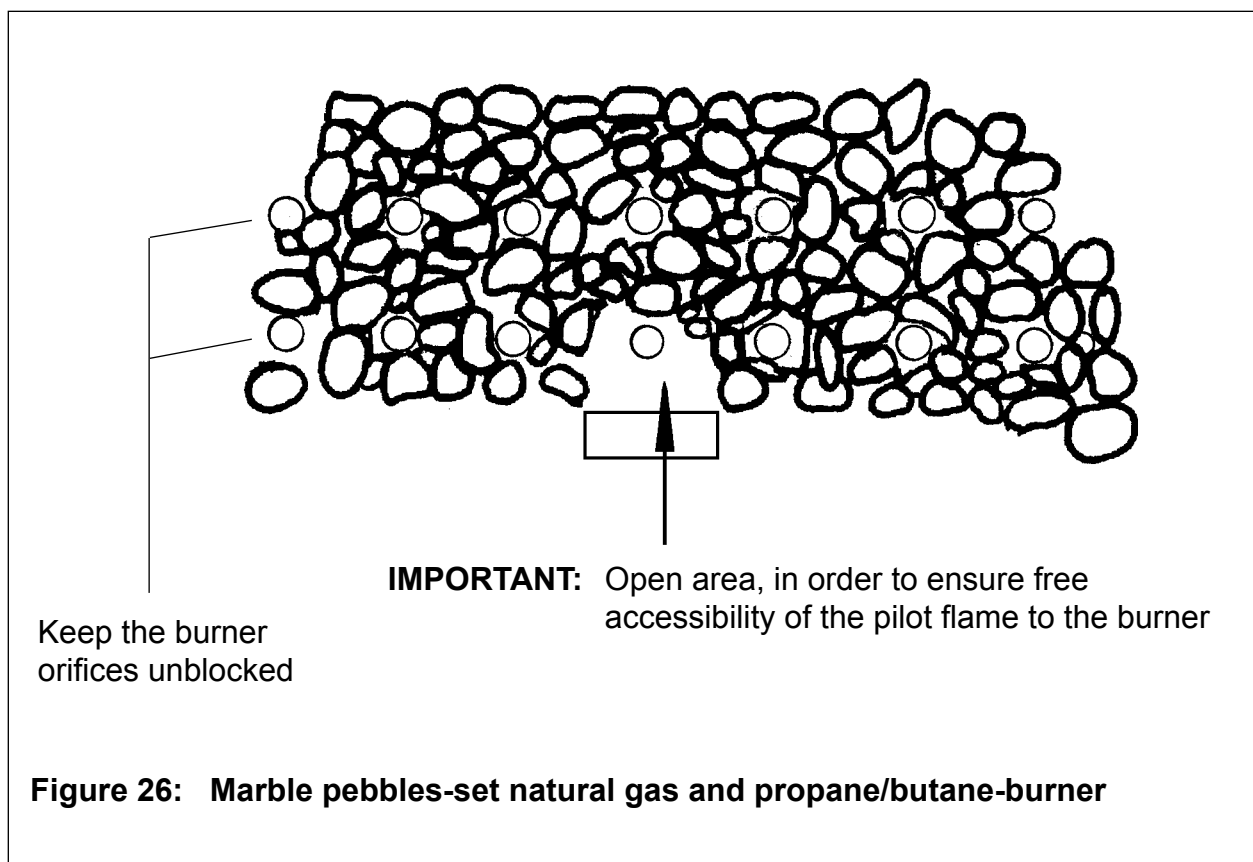 IMPORTANT: Open area, in order to ensure free
accessibility of the pilot flame to the burner
Keep the burner
orifices unblocked
Figure 26: Marble pebbles-set natural gas and propane/butane-burner